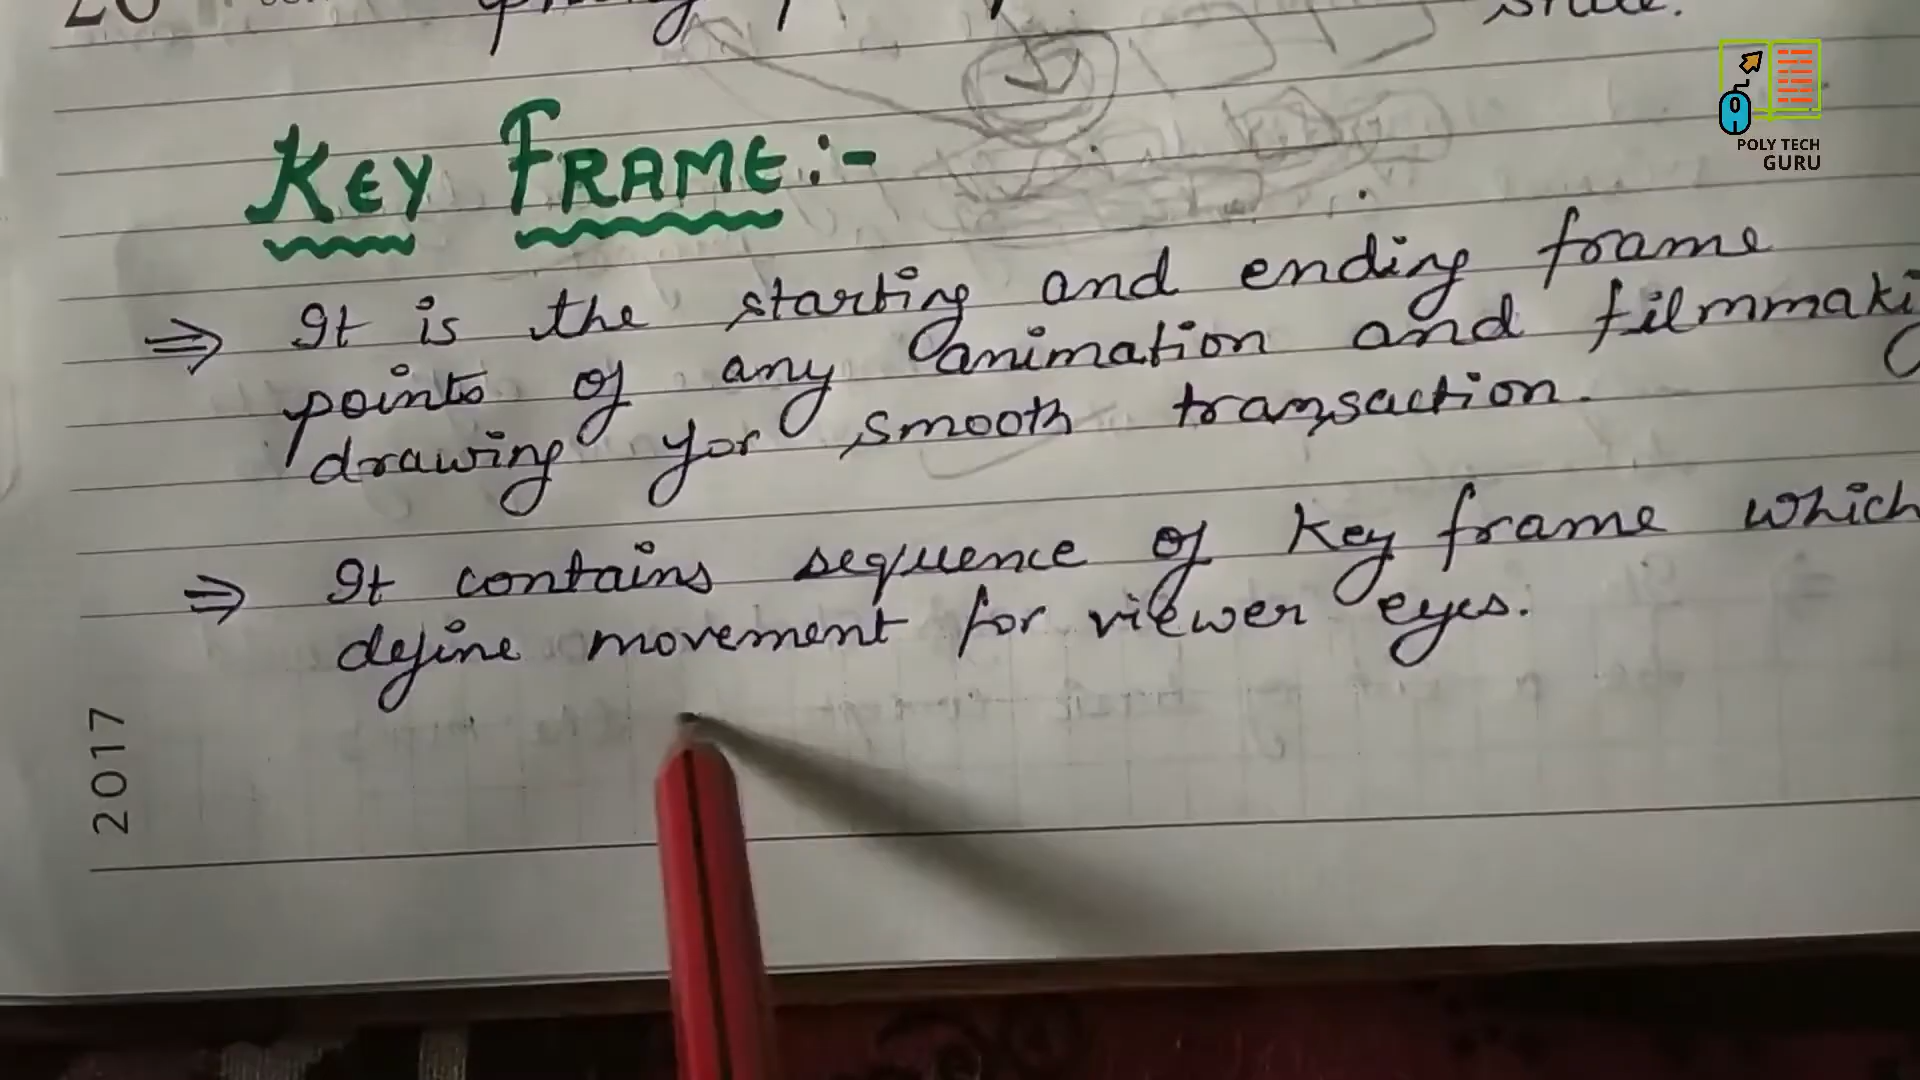 KEY FRAME:-
⇒ It is the starting and ending frame
points of any animation and filmmaki
drawing for smooth transaction.
⇒ It contains sequence of key frame which
define movement for viewer eyes.
2017
POLY TECH
GURU